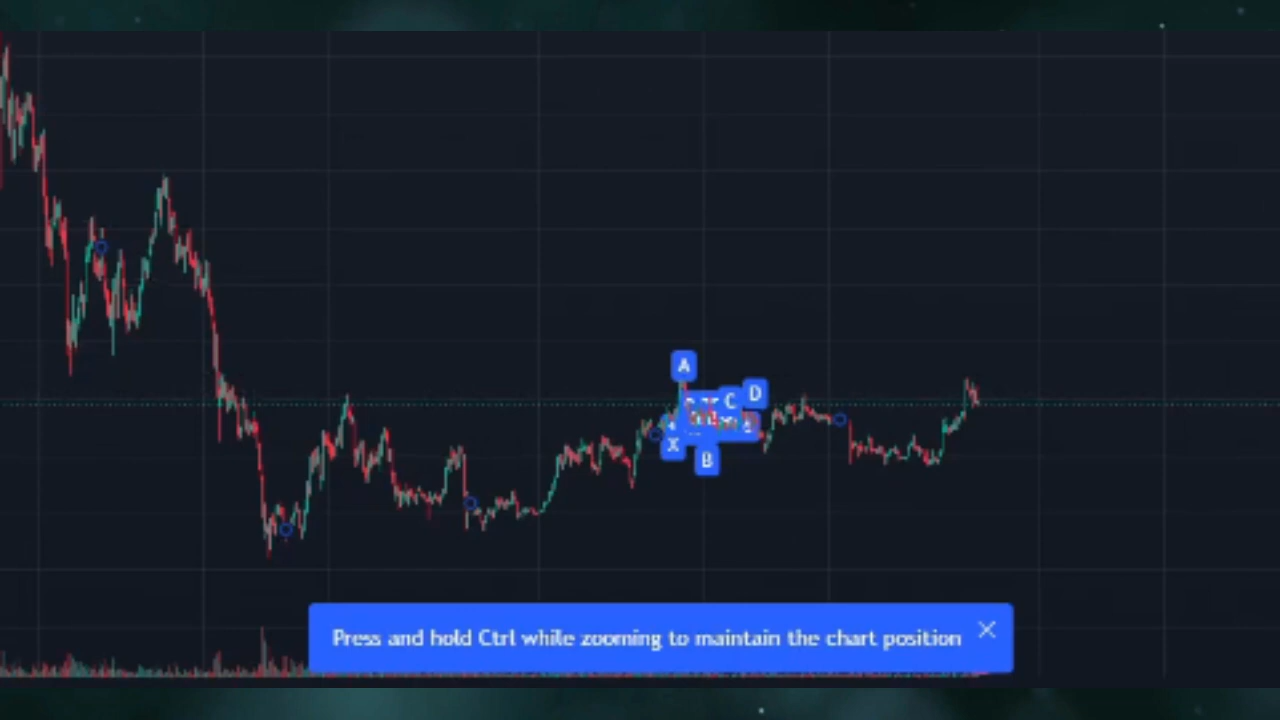 A
D
C
X
B
Press and hold Ctrl while zooming to maintain the chart position